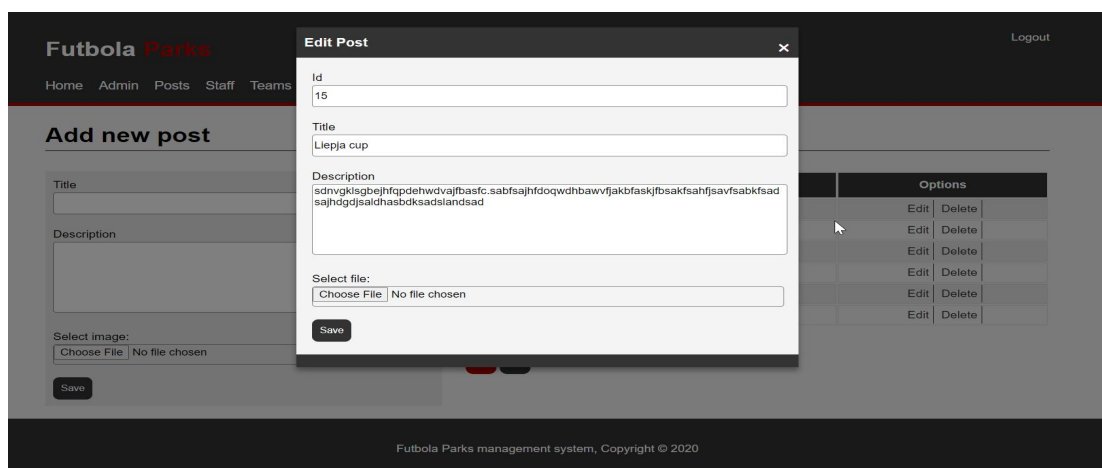 Futbola Parks
Logout
Home Admin Posts Staff Teams
Add new post
Title
Description
Select image:
Choose File No file chosen
Save
Edit Post
×
Id
15
Title
Liepja cup
Description
sdnvgklsgbejhfqpdehwdvajfbasfc.sabfsajhfdoqwdhbawvfjakbfaskjfbsakfsahfjsavfsabkfsad
sajhdgdjsaldhasbdksadslandsad
Select file:
Choose File No file chosen
Save
Options
Edit Delete
Edit Delete
Edit Delete
Edit Delete
Edit Delete
Edit Delete
Futbola Parks management system, Copyright © 2020